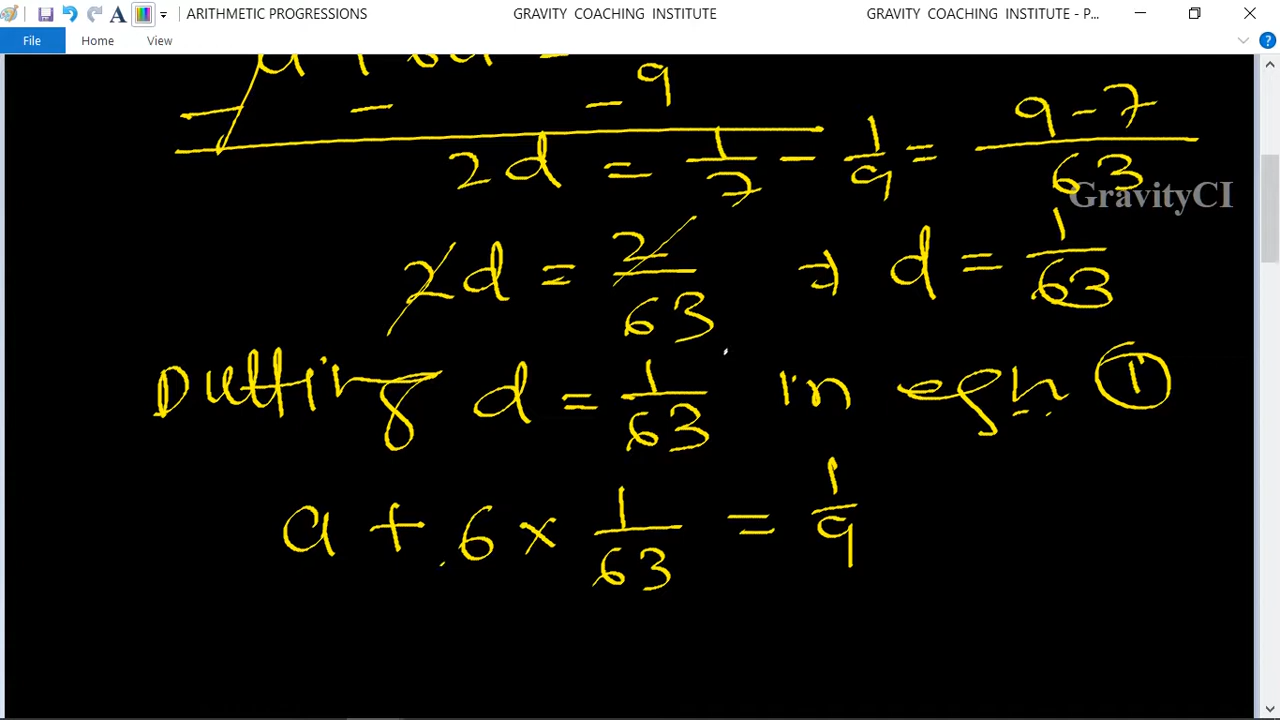 ARITHMETIC PROGRESSIONS GRAVITY COACHING INSTITUTE GRAVITY COACHING INSTITUTE - P...
File Home View
- - - 9
2d = 1/7 - 1/9 = 9-7/63
GravityCI
2d = 2/63 ⇒ d = 1/63
Putting d = 1/63 in eqn ①
a + 6 × 1/63 = 1/9